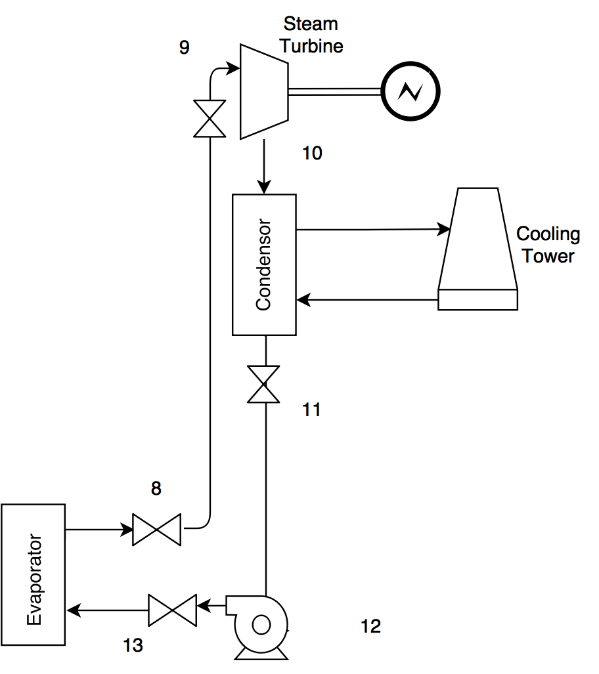 Steam
Turbine
9
10
Condensor
Cooling
Tower
11
8
Evaporator
12
13